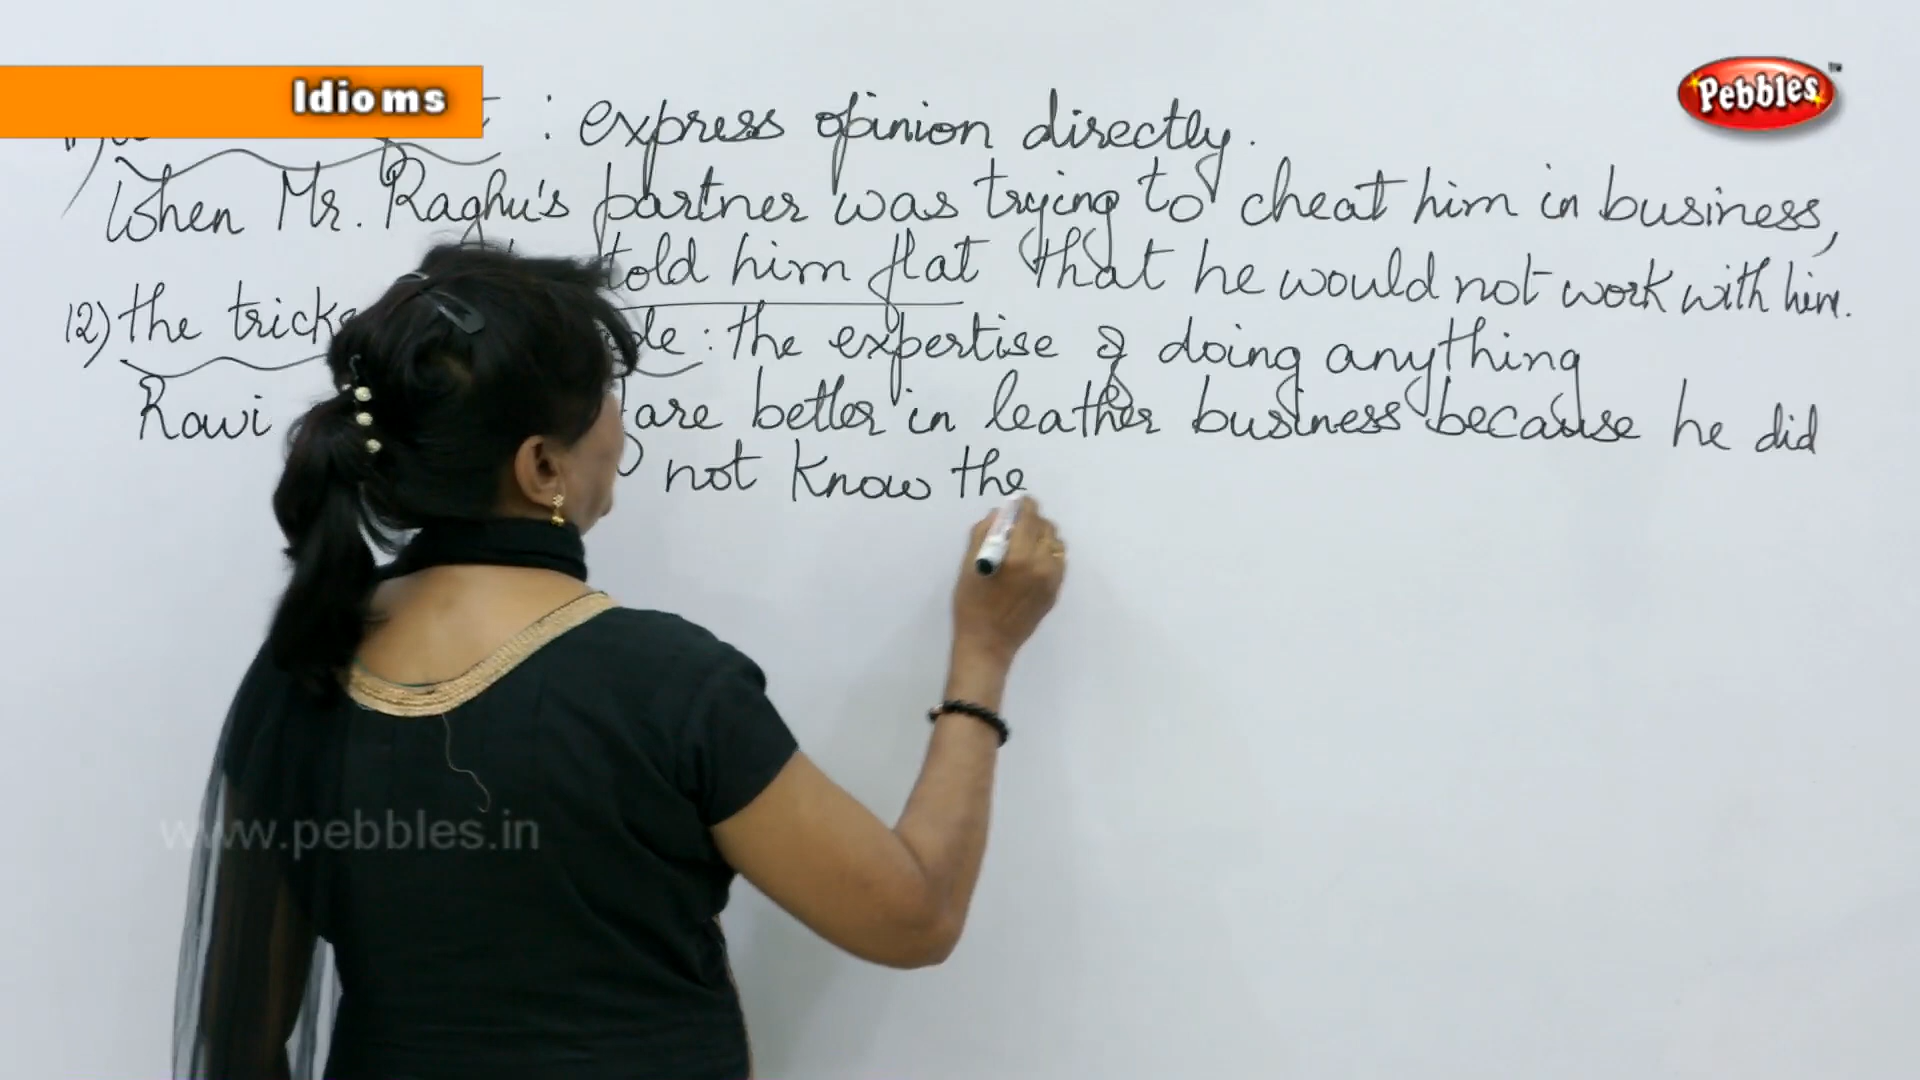 Idioms
Pebbles
: express opinion directly.
When Mr. Raghu's partner was trying to cheat him in business,
told him flat that he would not work with him.
12) the tricks : the expertise of doing anything
Rawi better in leather business because he did
not know the
www.pebbles.in